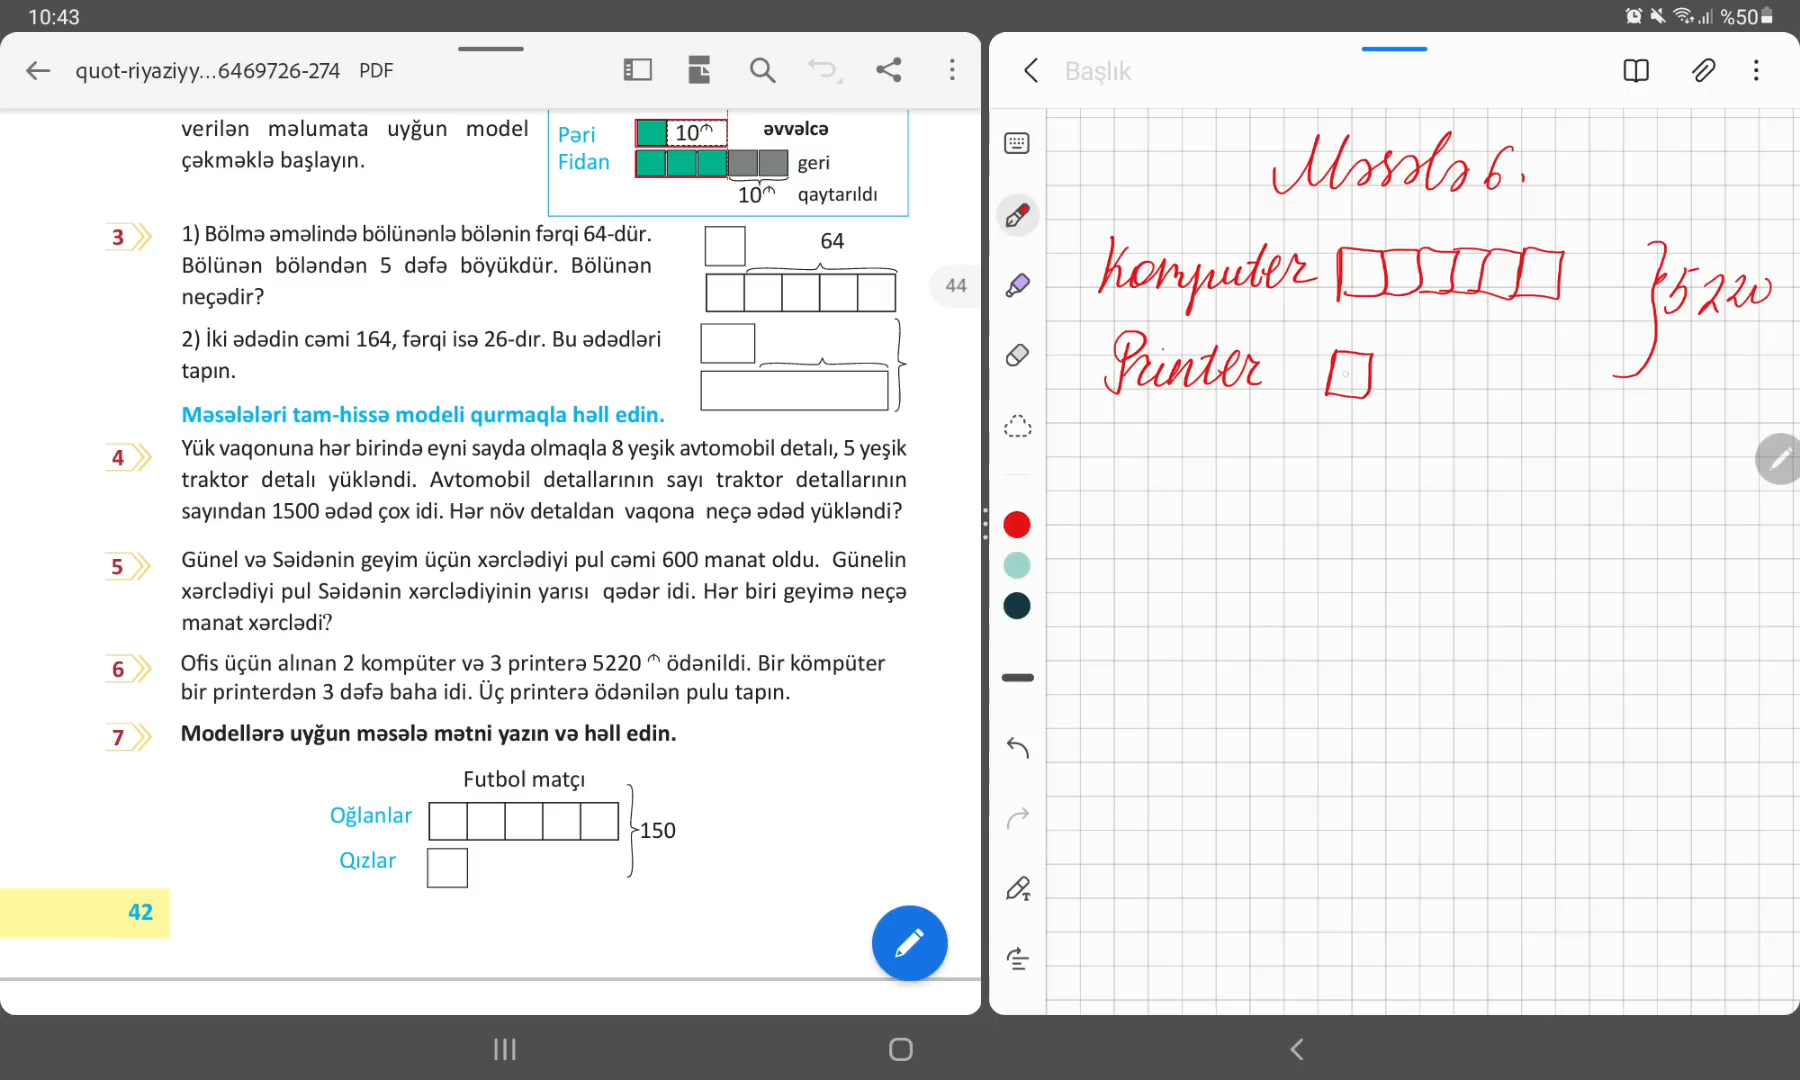 10:43
%50
quot-riyaziyy...6469726-274 PDF
Başlık
verilən məlumata uyğun model
çəkməklə başlayın.
Pəri 10₼ əvvəlcə
Fidan geri
10₼ qaytarıldı
3 1) Bölmə əməlində bölünənlə bölənin fərqi 64-dür.
Bölünən böləndən 5 dəfə böyükdür. Bölünən
neçədir?
64
44
2) İki ədədin cəmi 164, fərqi isə 26-dır. Bu ədədləri
tapın.
Məsələləri tam-hissə modeli qurmaqla həll edin.
4 Yük vaqonuna hər birində eyni sayda olmaqla 8 yeşik avtomobil detalı, 5 yeşik
traktor detalı yükləndi. Avtomobil detallarının sayı traktor detallarının
sayından 1500 ədəd çox idi. Hər növ detaldan vaqona neçə ədəd yükləndi?
5 Günel və Səidənin geyim üçün xərclədiyi pul cəmi 600 manat oldu. Günelin
xərclədiyi pul Səidənin xərclədiyinin yarısı qədər idi. Hər biri geyimə neçə
manat xərclədi?
6 Ofis üçün alınan 2 kompüter və 3 printerə 5220 ₼ ödənildi. Bir kömpüter
bir printerdən 3 dəfə baha idi. Üç printerə ödənilən pulu tapın.
7 Modellərə uyğun məsələ mətni yazın və həll edin.
Futbol matçı
Oğlanlar
150
Qızlar
42
Məsələ 6.
Komputer
5220
Printer